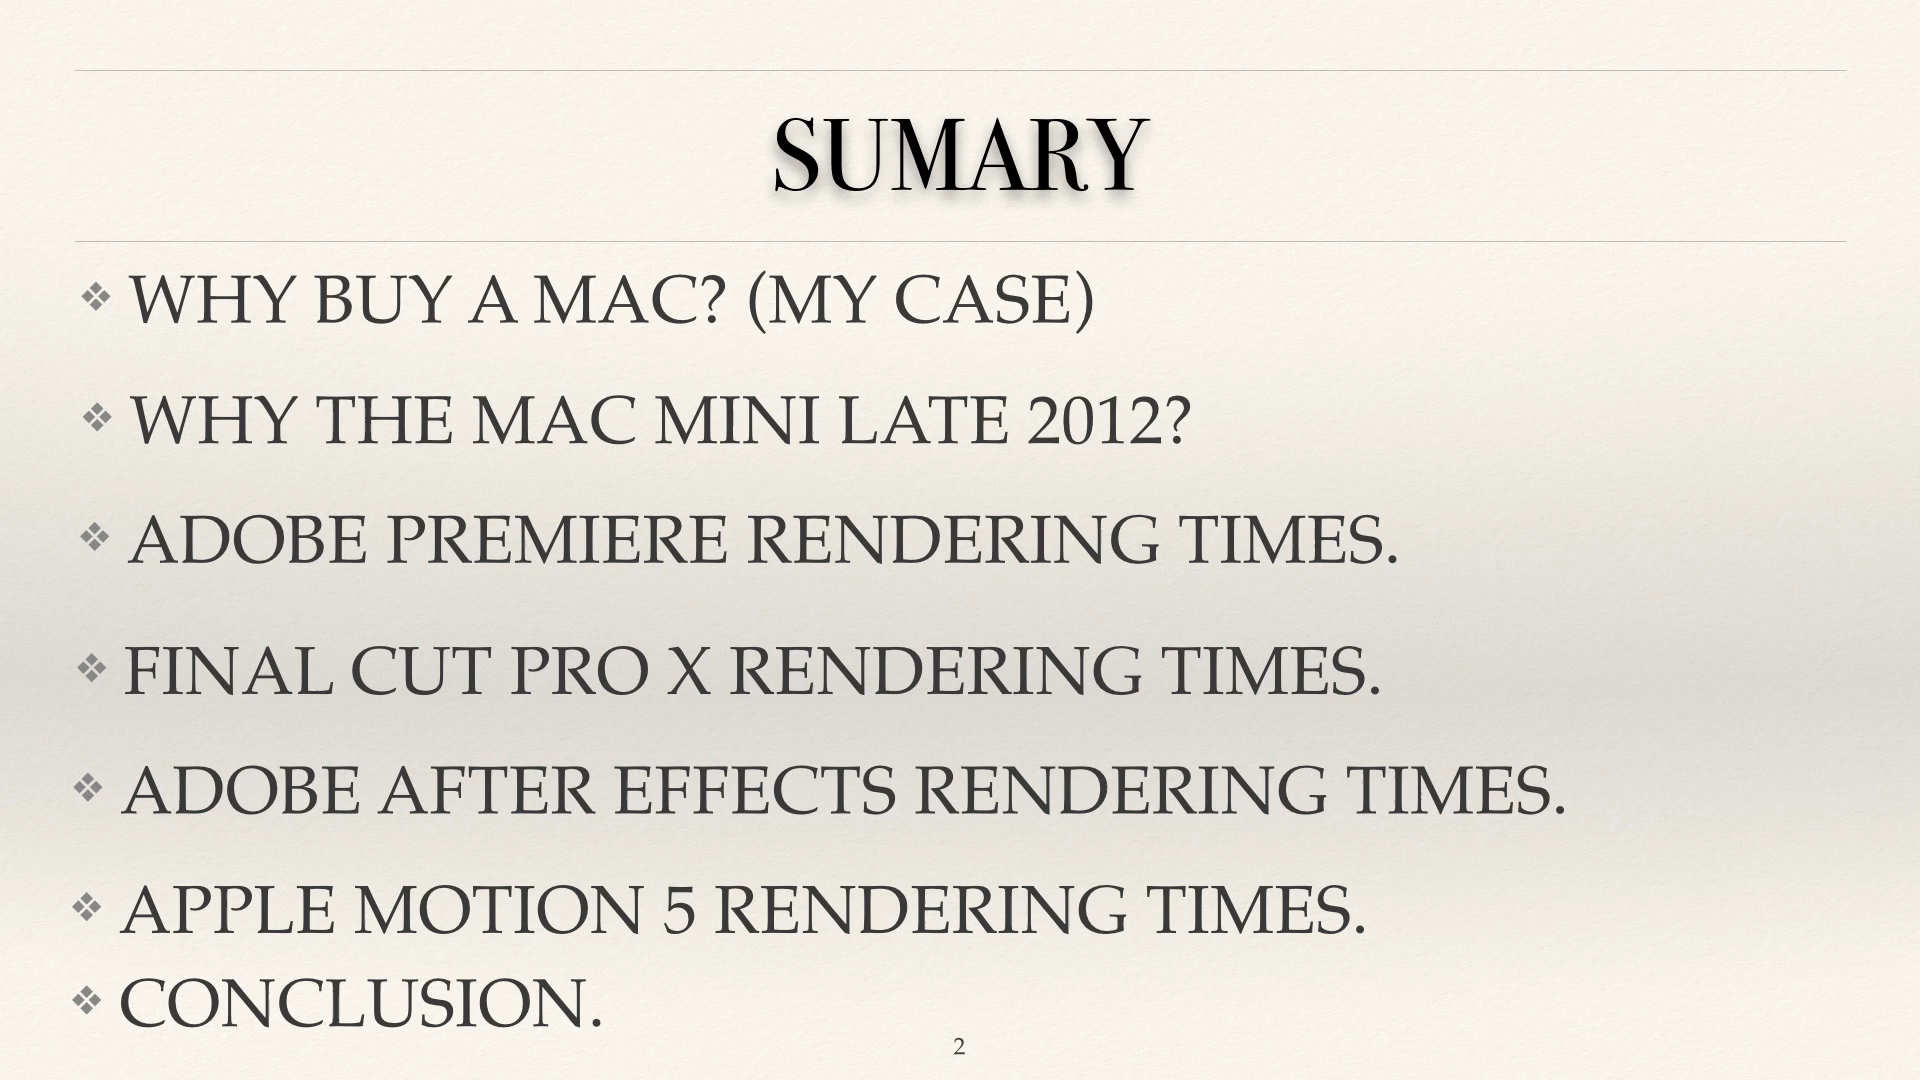 SUMARY
❖ WHY BUY A MAC? (MY CASE)
❖ WHY THE MAC MINI LATE 2012?
❖ ADOBE PREMIERE RENDERING TIMES.
❖ FINAL CUT PRO X RENDERING TIMES.
❖ ADOBE AFTER EFFECTS RENDERING TIMES.
❖ APPLE MOTION 5 RENDERING TIMES.
❖ CONCLUSION.
2